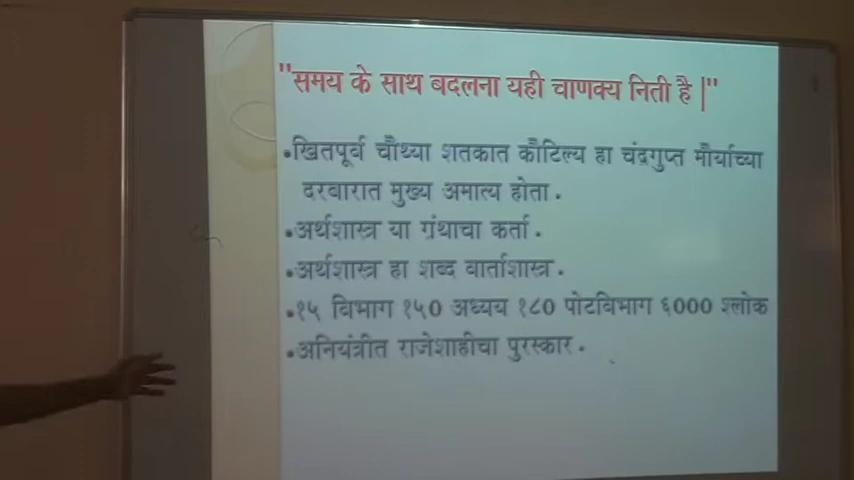 "समय के साथ बदलना यही चाणक्य निती है |"
•ख्रितपूर्व चौथ्या शतकात कौटिल्य हा चंद्रगुप्त मौर्याच्या
दरबारात मुख्य अमात्य होता .
•अर्थशास्त्र या ग्रंथाचा कर्ता .
•अर्थशास्त्र हा शब्द वार्ताशास्त्र .
•१५ विभाग १५० अध्यय १८० पोटविभाग ६००० श्लोक
•अनियंत्रीत राजेशाहीचा पुरस्कार .